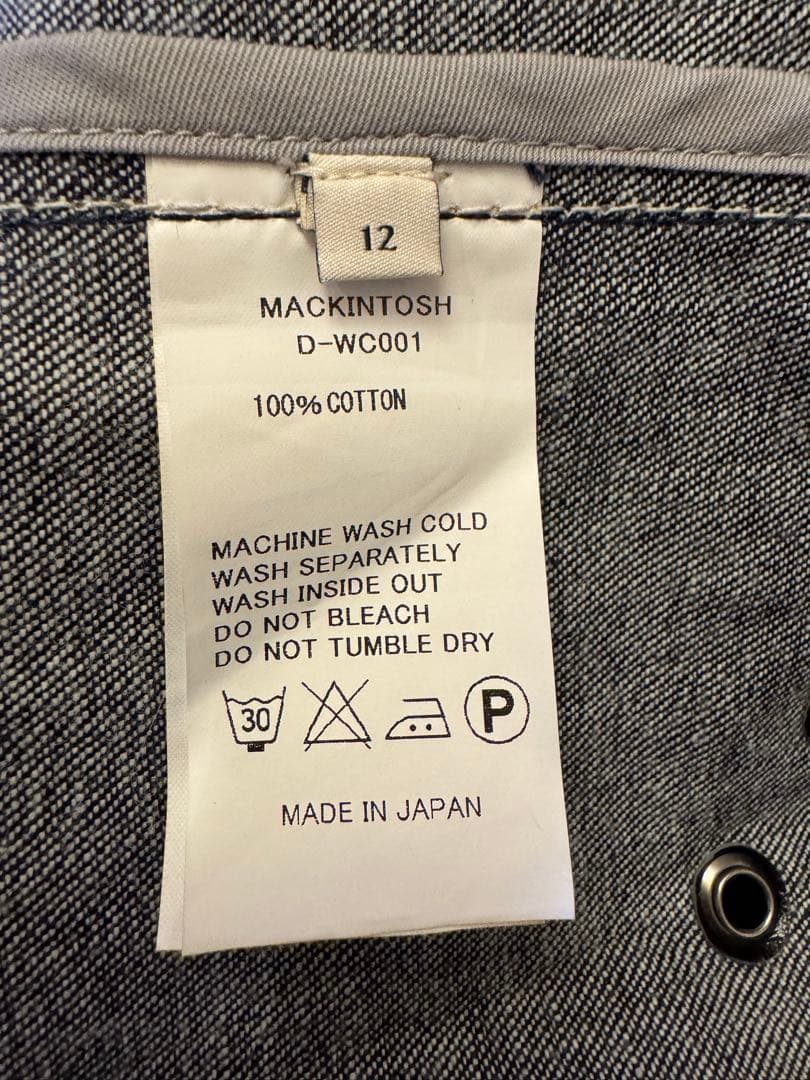 12
MACKINTOSH
D-WC001
100% COTTON
MACHINE WASH COLD
WASH SEPARATELY
WASH INSIDE OUT
DO NOT BLEACH
DO NOT TUMBLE DRY
30 P
MADE IN JAPAN